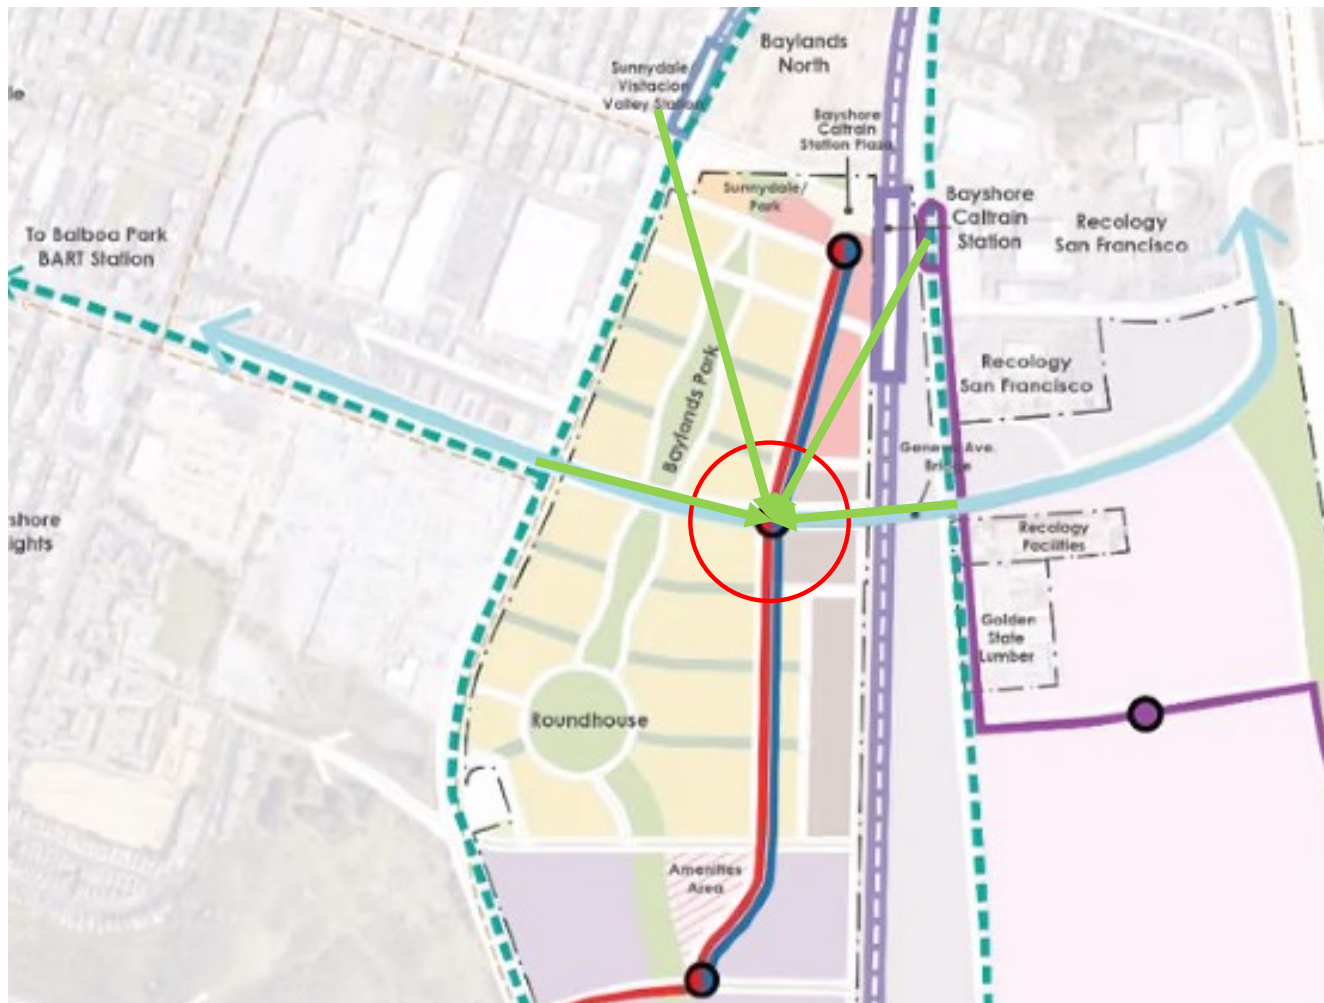 Baylands
North
Sunnydale
Visitacion
Valley Station
Bayshore
Caltrain
Station Plaza
Sunnydale/
Park
Bayshore
Caltrain
Station
Recology
San Francisco
To Balboa Park
BART Station
Recology
San Francisco
Baylands Park
Ave.
Bridge
Recology
Facilities
Golden
State
Lumber
Roundhouse
Amenities
Area